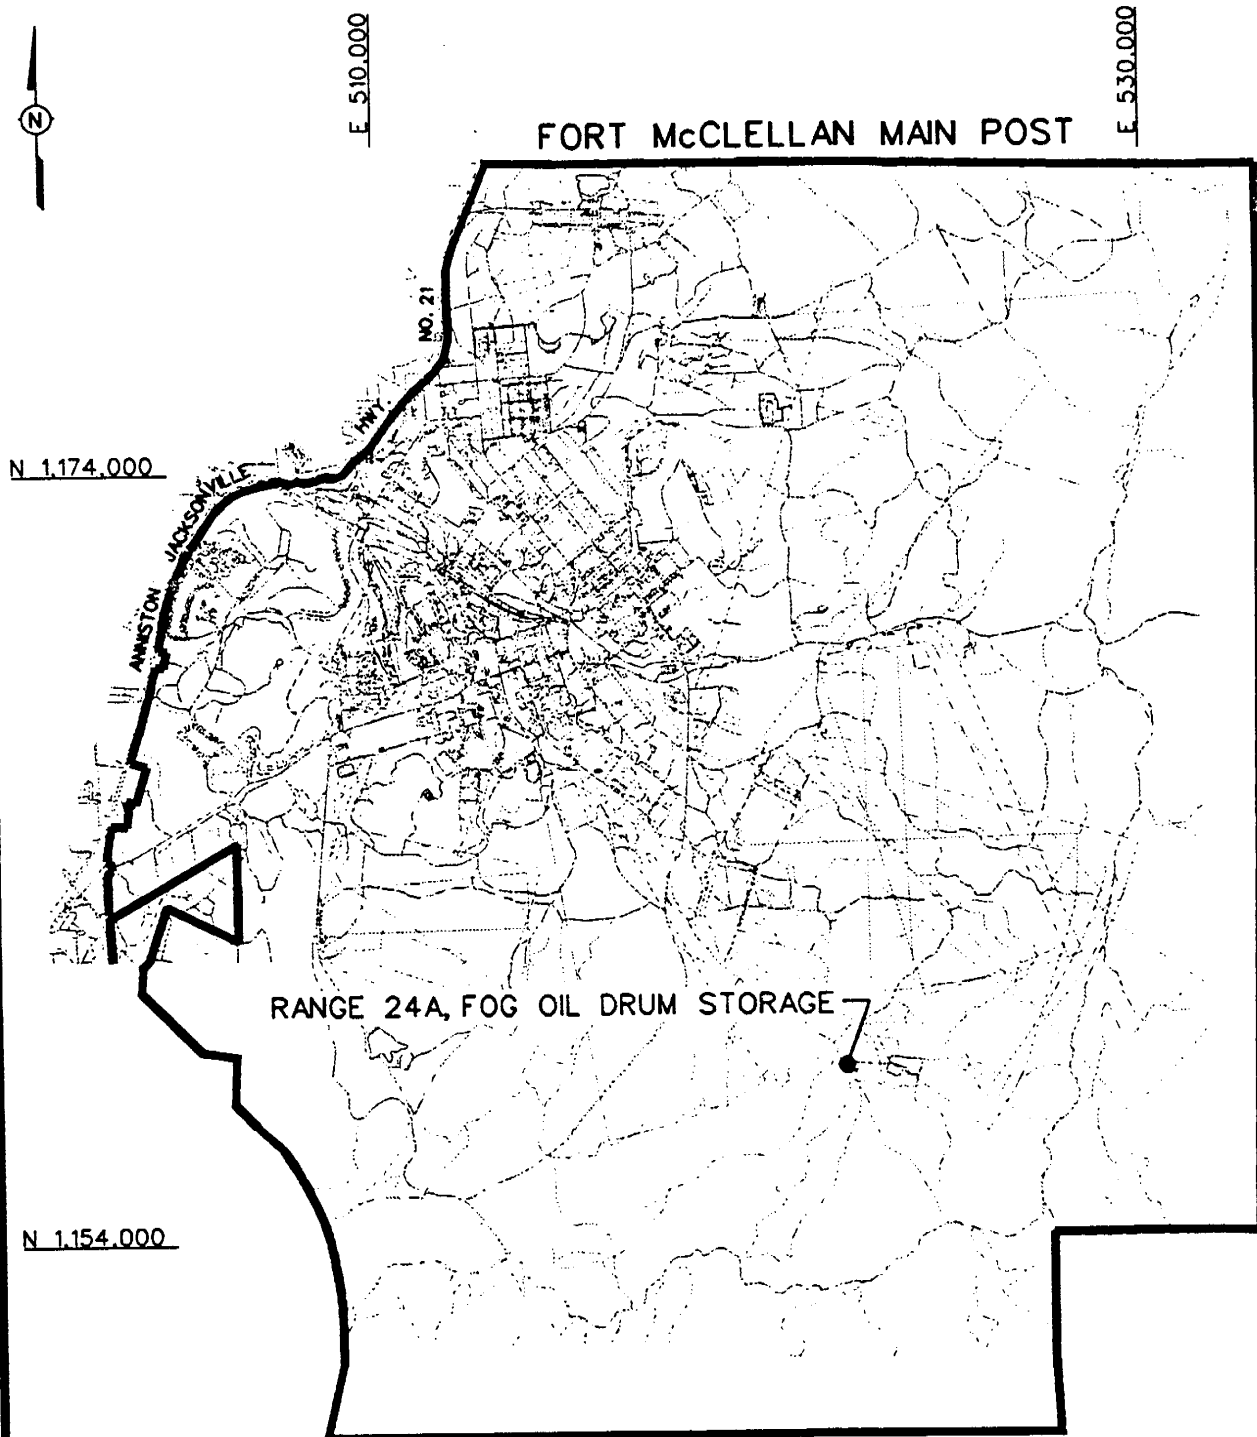 E 510.000
E 530.000
N
FORT McCLELLAN MAIN POST
NO. 21
HWY.
N 1,174,000
JACKSONVILLE
ANNISTON
RANGE 24A, FOG OIL DRUM STORAGE
N 1,154,000